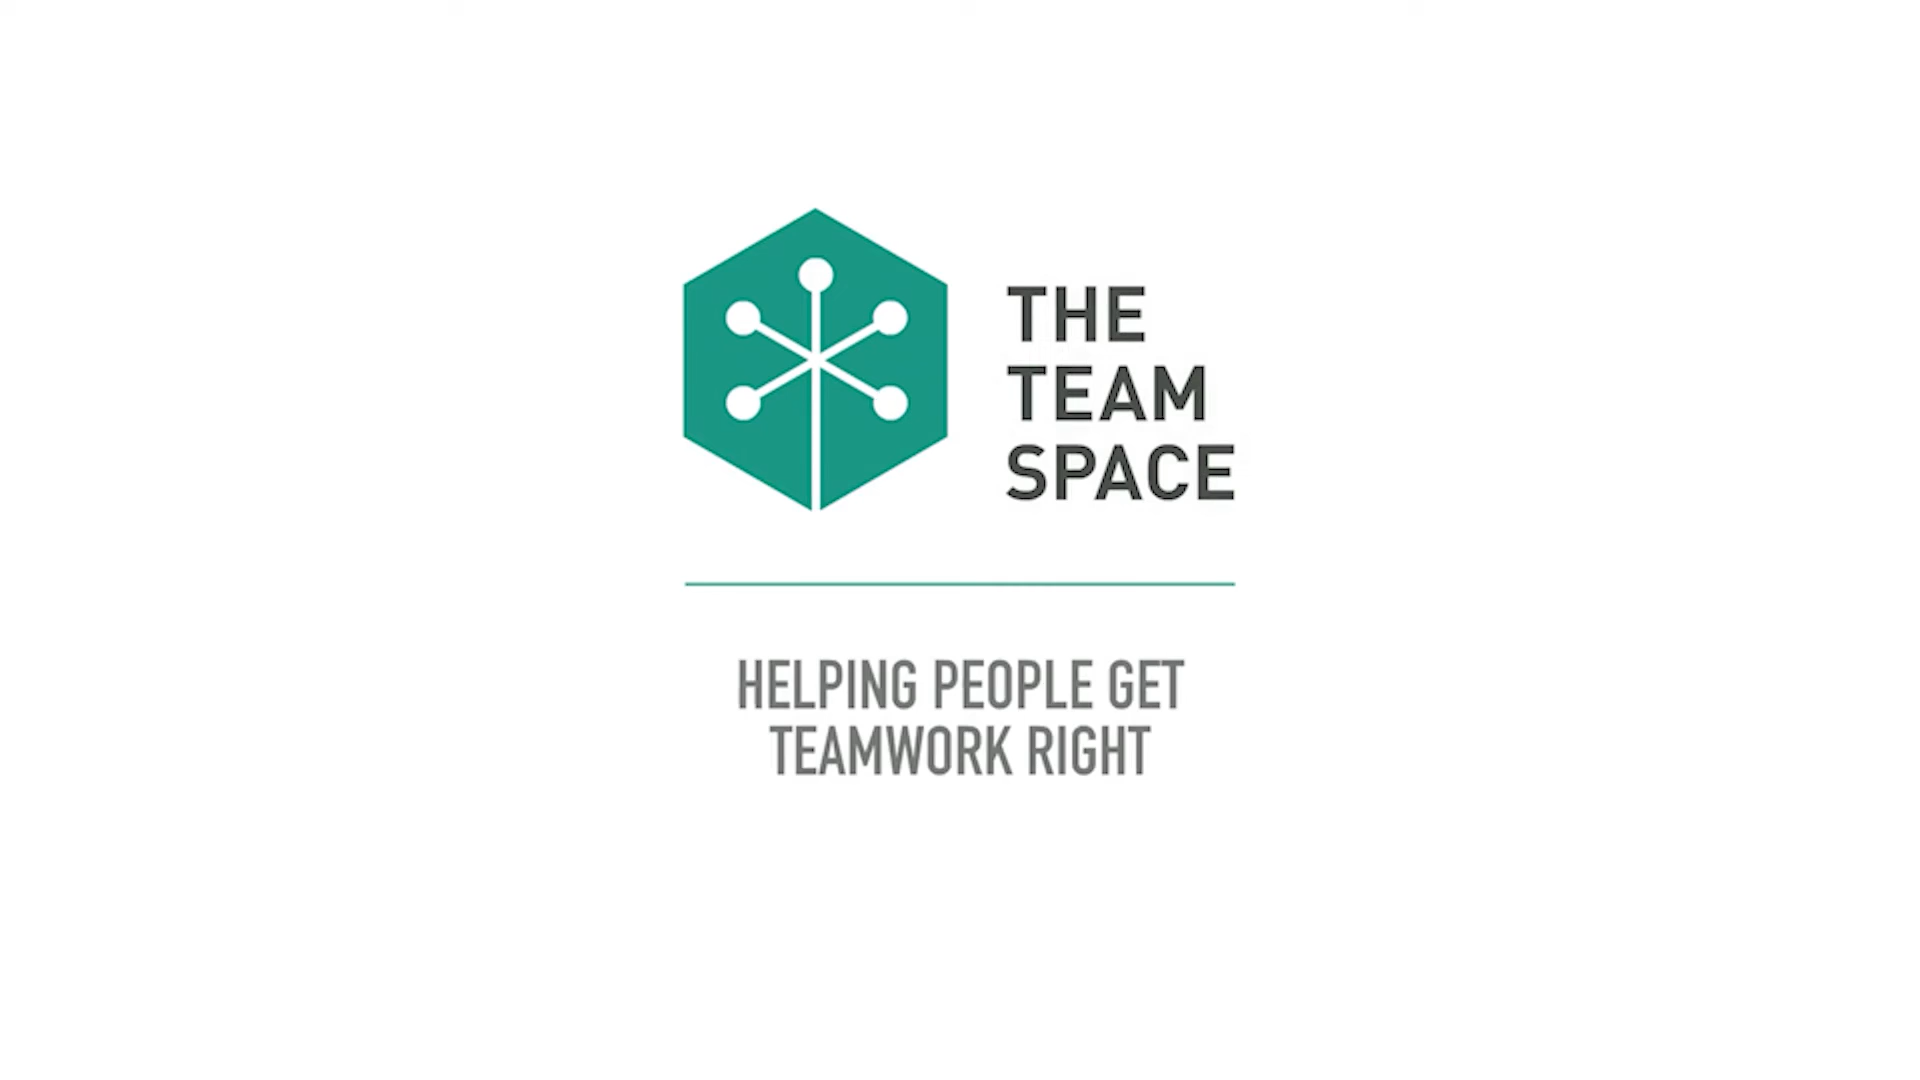 THE
TEAM
SPACE
HELPING PEOPLE GET
TEAMWORK RIGHT